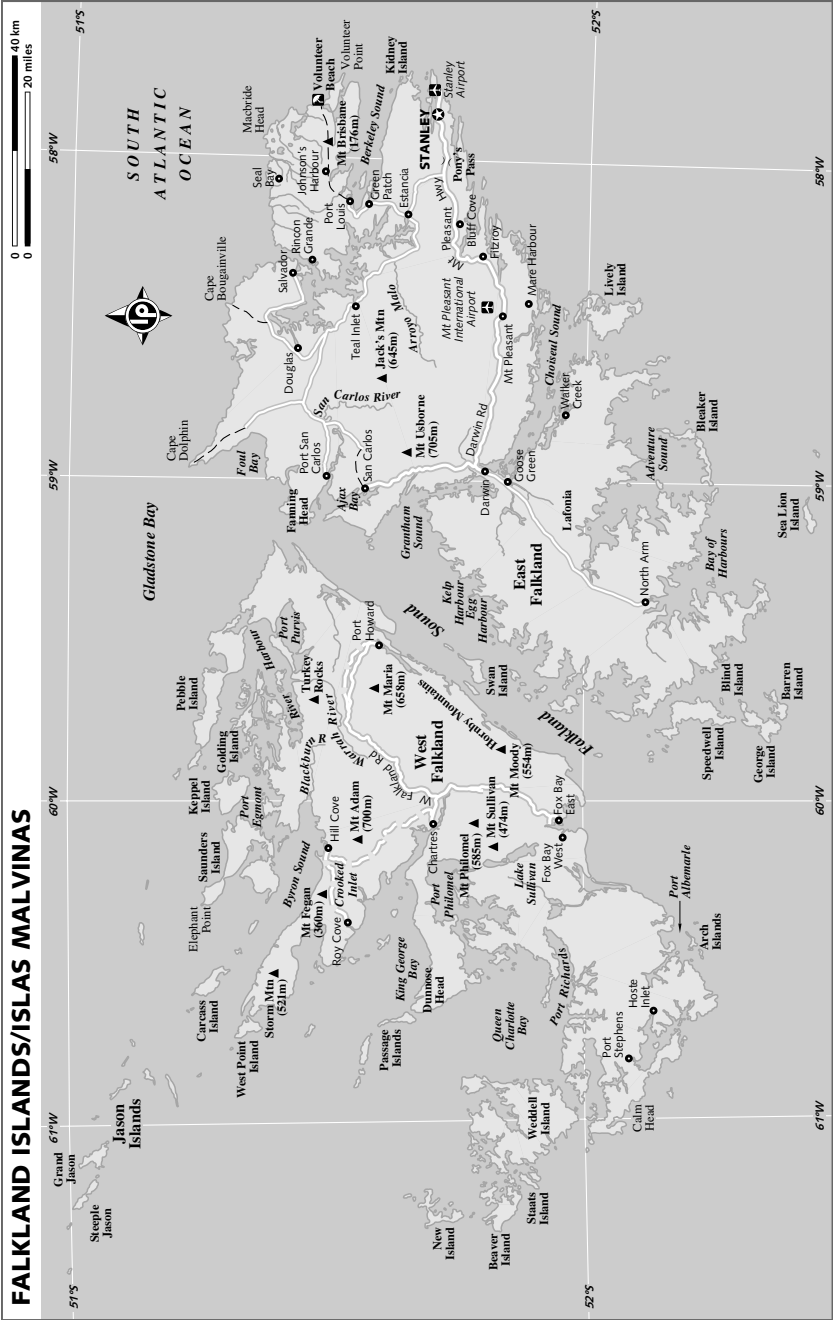 FALKLAND ISLANDS/ISLAS MALVINAS
0
40 km
0
20 miles
61°W
60°W
59°W
58°W
51°S
51°S
Grand
Jason
Steeple
Jason
Jason
Islands
Gladstone Bay
SOUTH
ATLANTIC
OCEAN
lp
Carcass
Island
West Point
Island
Elephant
Point
Saunders
Island
Keppel
Island
Pebble
Island
Golding
Island
Port
Egmont
River
Harbour
Port
Purvis
Byron Sound
Storm Mtn
(521m)
Mt Fegan
(360m)
Roy Cove
Crooked
Inlet
Hill Cove
Mt Adam
(700m)
Blackburn R
Warrah River
Turkey
Rocks
Port
Howard
Mt Maria
(658m)
W Falkland Rd
West
Falkland
Hornby Mountains
Passage
Islands
King George
Bay
Dunnose
Head
Port
Philomel
Chartres
Mt Philomel
(585m)
Mt Sullivan
(474m)
Mt Moody
(554m)
Lake
Sullivan
Fox Bay
West
Fox Bay
East
Queen
Charlotte
Bay
Port Richards
New
Island
Beaver
Island
Staats
Island
Weddell
Island
Calm
Head
Port
Stephens
Hoste
Inlet
Arch
Islands
Port
Albemarle
Falkland
Sound
Swan
Island
Cape
Dolphin
Foul
Bay
Cape
Bougainville
Fanning
Head
Port San
Carlos
Ajax
Bay
San Carlos
San
Carlos River
Douglas
Salvador
Rincon
Grande
Teal Inlet
Jack's Mtn
(645m)
Arroyo
Malo
Mt Usborne
(705m)
Grantham
Sound
Seal
Bay
Macbride
Head
Johnson's
Harbour
Port
Louis
Green
Patch
Estancia
Mt Brisbane
(176m)
Volunteer
Beach
Volunteer
Point
Berkeley Sound
Kidney
Island
STANLEY
Stanley
Airport
Pony's
Pass
Mt
Pleasant
Hwy
Bluff Cove
Fitzroy
Mt Pleasant
International
Airport
Mt Pleasant
Mare Harbour
Darwin Rd
Darwin
Goose
Green
Choiseul Sound
Walker
Creek
Lively
Island
Kelp
Harbour
Egg
Harbour
East
Falkland
Lafonia
North Arm
Adventure
Sound
Bleaker
Island
Bay of
Harbours
Sea Lion
Island
Speedwell
Island
Blind
Island
George
Island
Barren
Island
52°S
52°S
61°W
60°W
59°W
58°W